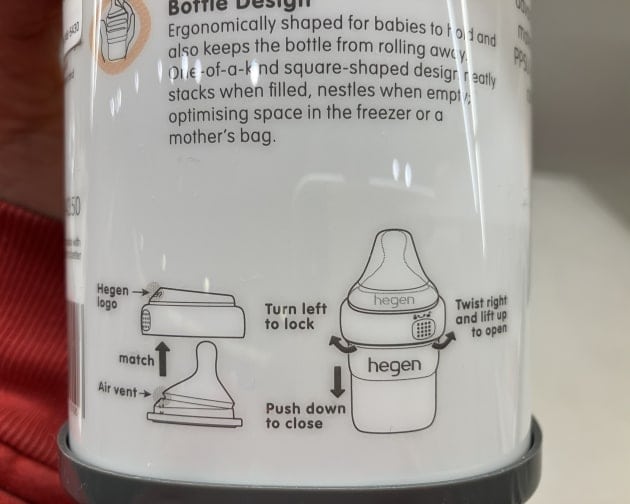 Bottle Design
Ergonomically shaped for babies to hold and
also keeps the bottle from rolling away.
One-of-a-kind square-shaped design neatly
stacks when filled, nestles when empty,
optimising space in the freezer or a
mother's bag.
Hegen
logo
match
Air vent
Turn left
to lock
Push down
to close
hegen
hegen
Twist right
and lift up
to open